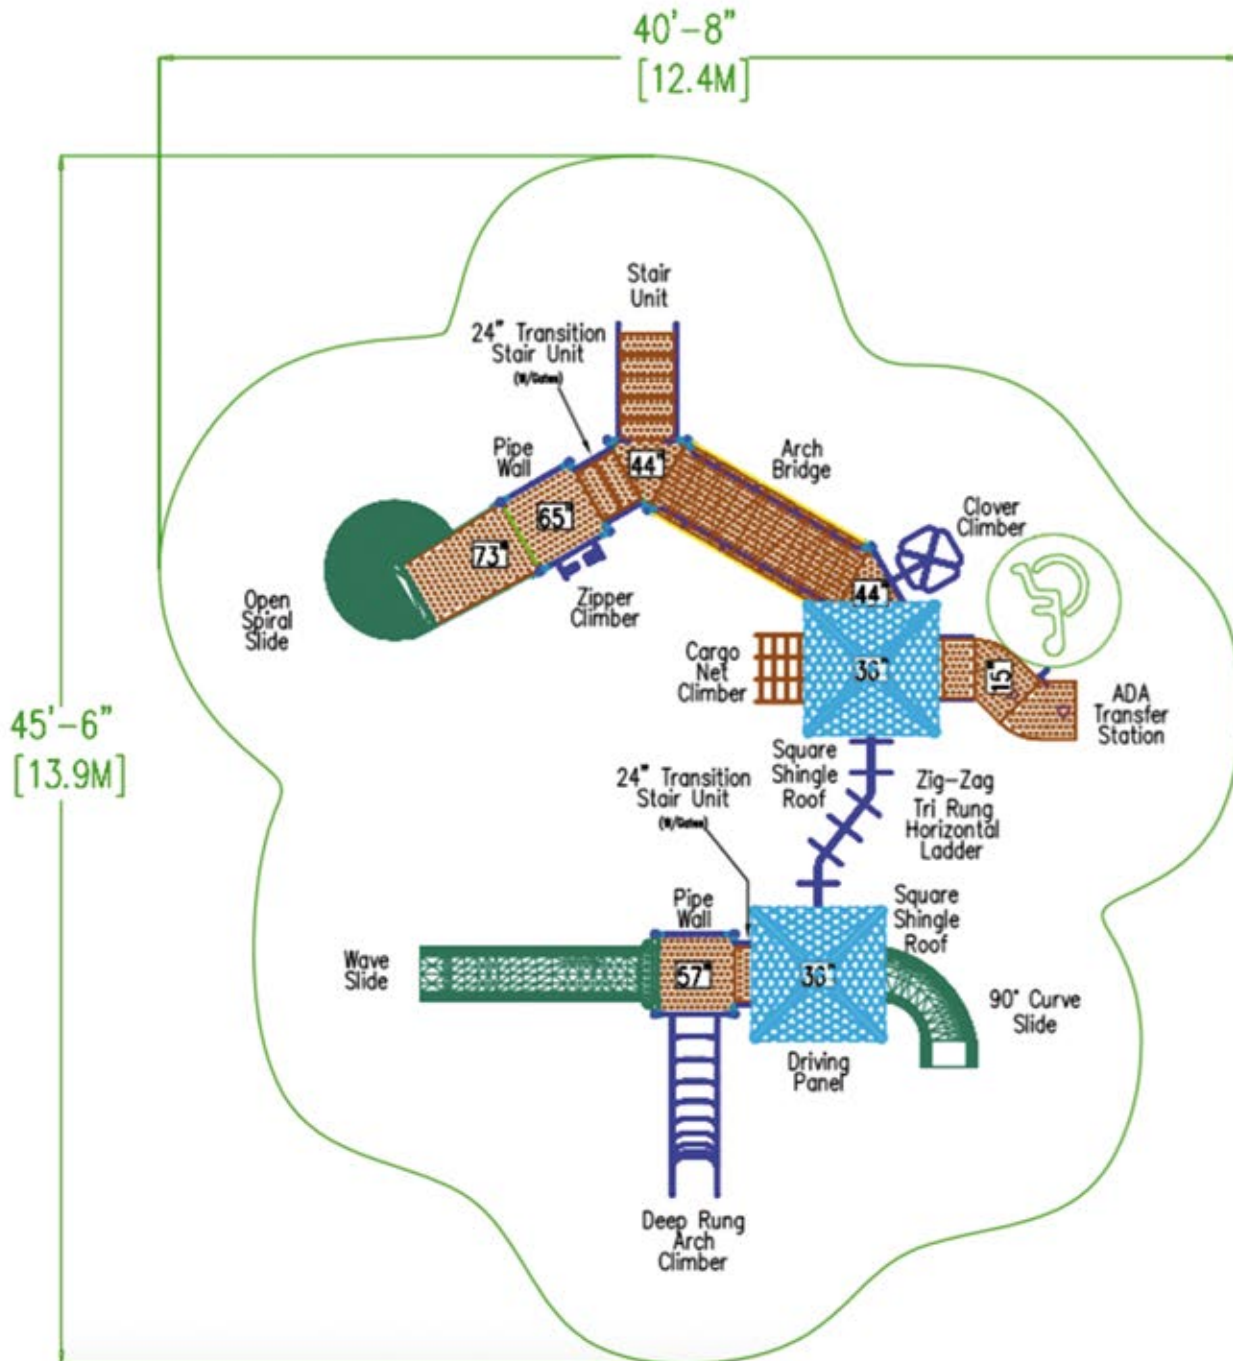 40'-8"
[12.4M]
Stair
Unit
24" Transition
Stair Unit
(W/Gates)
Pipe
Wall
44"
Arch
Bridge
65"
73"
Clover
Climber
Zipper
Climber
Open
Spiral
Slide
44"
Cargo
Net
Climber
36"
15"
ADA
Transfer
Station
45'-6"
[13.9M]
Square
Shingle
Roof
24" Transition
Stair Unit
(W/Gates)
Zig-Zag
Tri Rung
Horizontal
Ladder
Pipe
Wall
Square
Shingle
Roof
Wave
Slide
57"
36"
90° Curve
Slide
Driving
Panel
Deep Rung
Arch
Climber